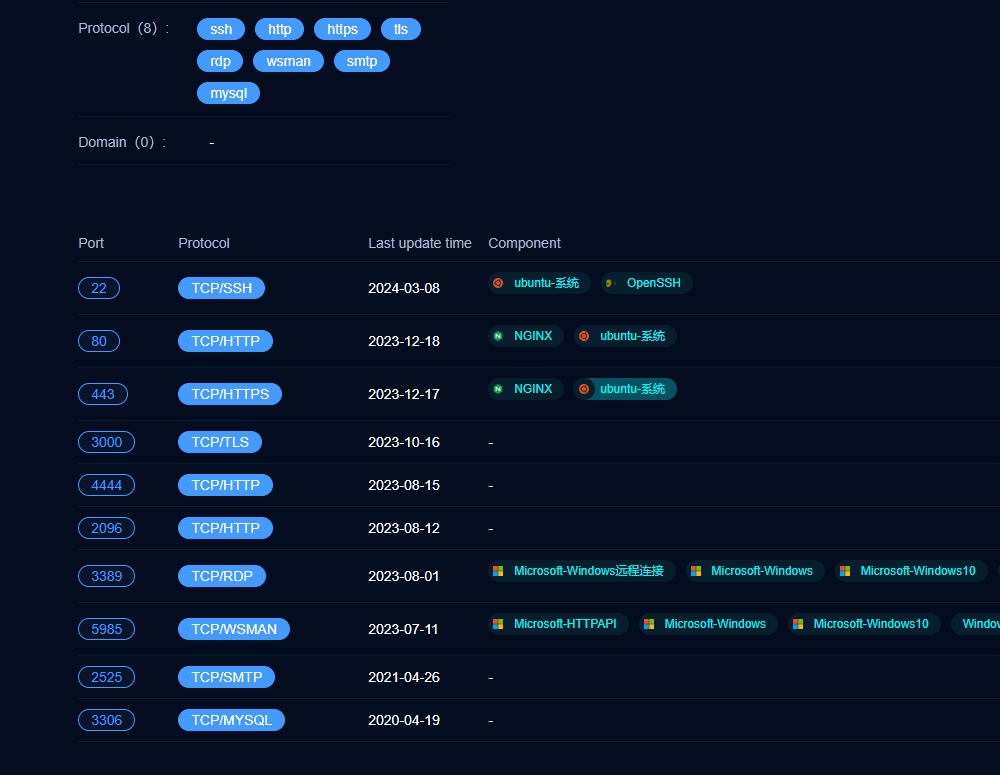 Protocol（8）: ssh http https tls
rdp wsman smtp
mysql
Domain（0）: -
Port Protocol Last update time Component
22 TCP/SSH 2024-03-08 ubuntu-系统 OpenSSH
80 TCP/HTTP 2023-12-18 NGINX ubuntu-系统
443 TCP/HTTPS 2023-12-17 NGINX ubuntu-系统
3000 TCP/TLS 2023-10-16 -
4444 TCP/HTTP 2023-08-15 -
2096 TCP/HTTP 2023-08-12 -
3389 TCP/RDP 2023-08-01 Microsoft-Windows远程连接 Microsoft-Windows Microsoft-Windows10
5985 TCP/WSMAN 2023-07-11 Microsoft-HTTPAPI Microsoft-Windows Microsoft-Windows10
2525 TCP/SMTP 2021-04-26 -
3306 TCP/MYSQL 2020-04-19 -